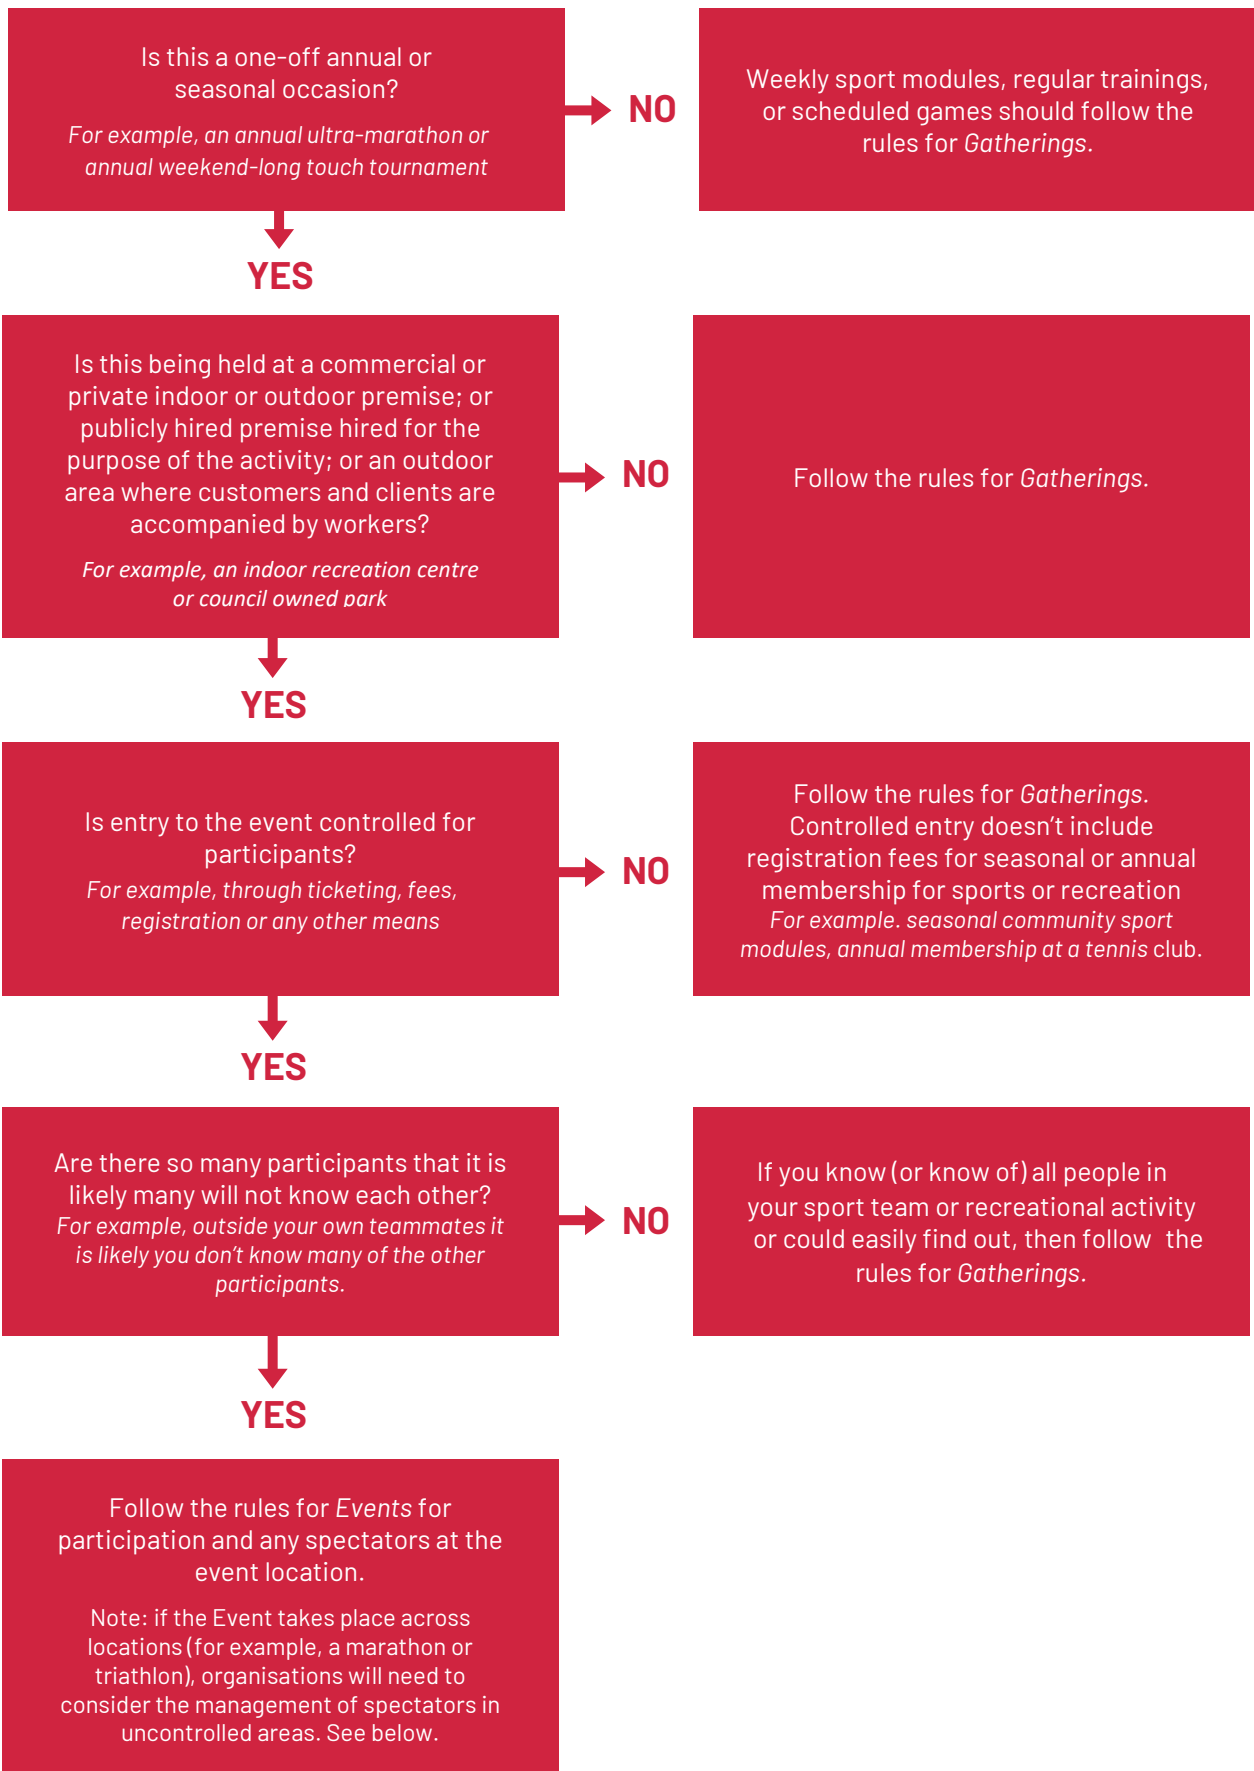 Is this a one-off annual or
seasonal occasion?
For example, an annual ultra-marathon or
annual weekend-long touch tournament
NO
Weekly sport modules, regular trainings,
or scheduled games should follow the
rules for Gatherings.
YES
Is this being held at a commercial or
private indoor or outdoor premise; or
publicly hired premise hired for the
purpose of the activity; or an outdoor
area where customers and clients are
accompanied by workers?
For example, an indoor recreation centre
or council owned park
NO
Follow the rules for Gatherings.
YES
Is entry to the event controlled for
participants?
For example, through ticketing, fees,
registration or any other means
NO
Follow the rules for Gatherings.
Controlled entry doesn't include
registration fees for seasonal or annual
membership for sports or recreation
For example. seasonal community sport
modules, annual membership at a tennis club.
YES
Are there so many participants that it is
likely many will not know each other?
For example, outside your own teammates it
is likely you don't know many of the other
participants.
NO
If you know (or know of) all people in
your sport team or recreational activity
or could easily find out, then follow the
rules for Gatherings.
YES
Follow the rules for Events for
participation and any spectators at the
event location.
Note: if the Event takes place across
locations (for example, a marathon or
triathlon), organisations will need to
consider the management of spectators in
uncontrolled areas. See below.